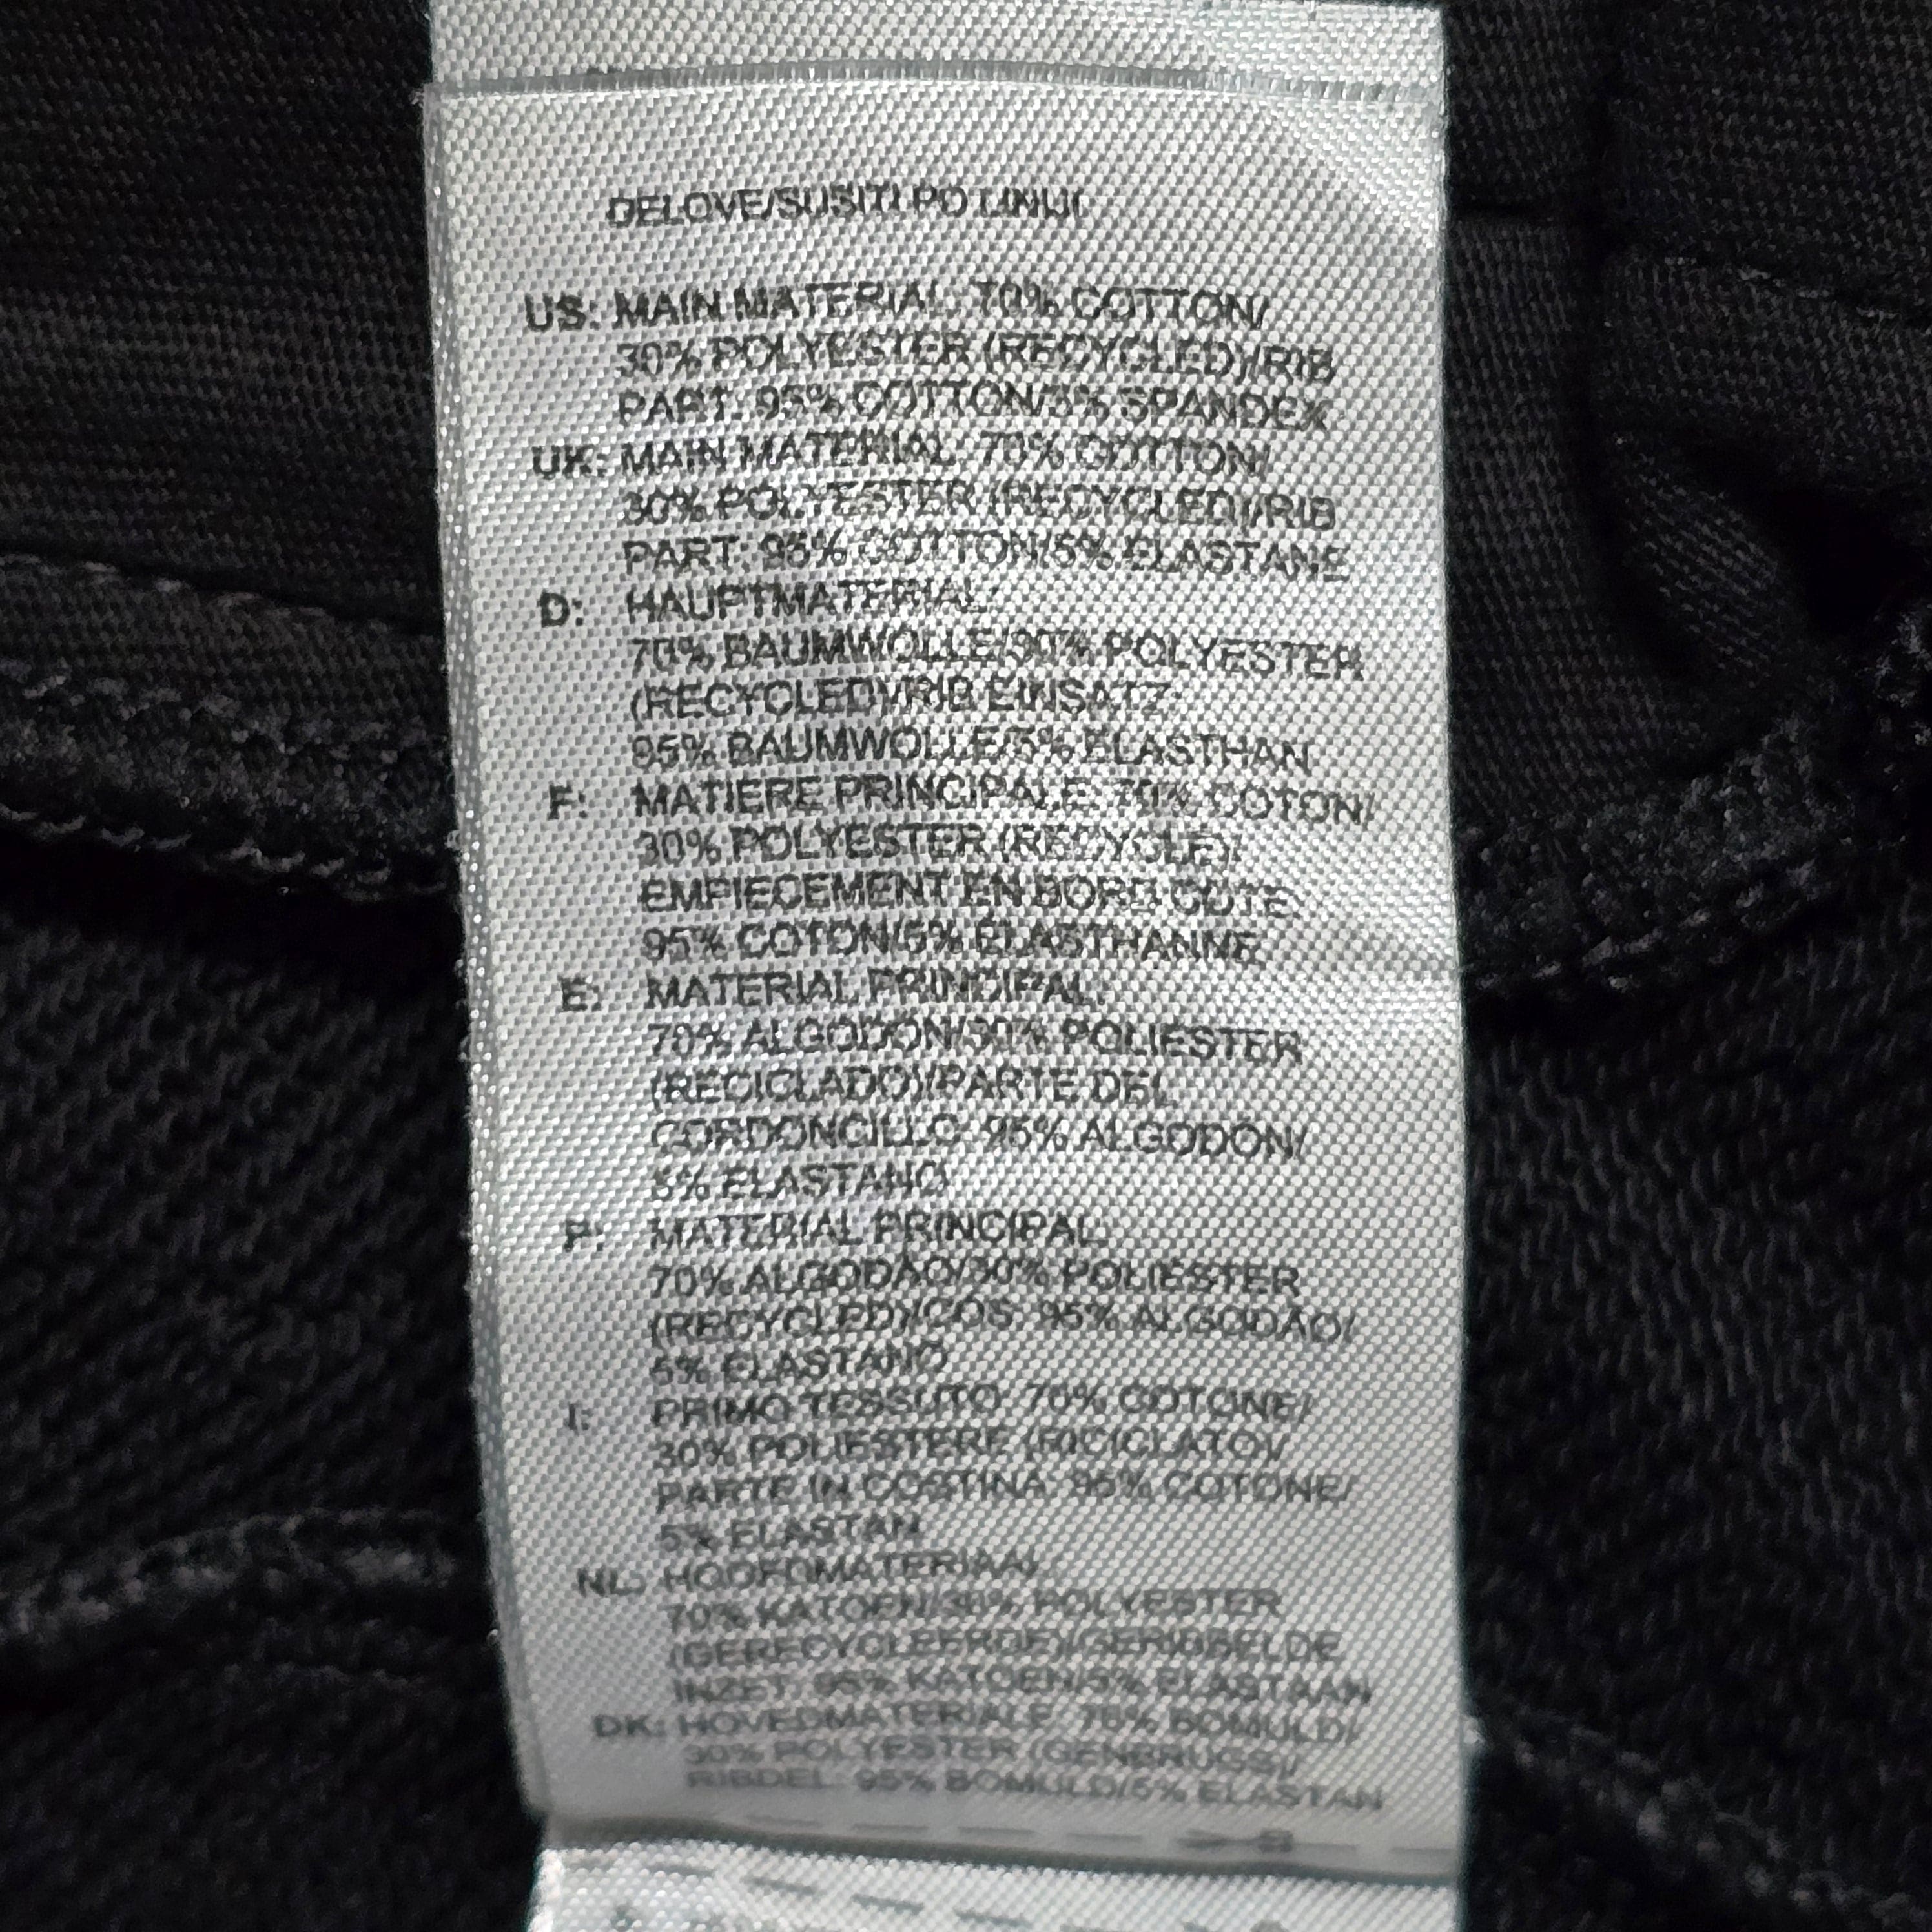 DELOVE/SUSITI PO LINIJI
US: MAIN MATERIAL: 70% COTTON/
30% POLYESTER (RECYCLED)/RIB
PART: 95% COTTON/5% SPANDEX
UK: MAIN MATERIAL: 70% COTTON/
30% POLYESTER (RECYCLED)/RIB
PART: 95% COTTON/5% ELASTANE
D: HAUPTMATERIAL:
70% BAUMWOLLE/30% POLYESTER
(RECYCLED)/RIB EINSATZ:
95% BAUMWOLLE/5% ELASTHAN
F: MATIERE PRINCIPALE: 70% COTON/
30% POLYESTER (RECYCLE)/
EMPIECEMENT EN BORD COTE:
95% COTON/5% ELASTHANNE
E: MATERIAL PRINCIPAL:
70% ALGODÓN/30% POLIESTER
(RECICLADO)/PARTE DEL
CORDONCILLO: 95% ALGODÓN/
5% ELASTANO
P: MATERIAL PRINCIPAL:
70% ALGODÃO/30% POLIESTER
(RECYCLED)/COS: 95% ALGODÃO/
5% ELASTANO
I: PRIMO TESSUTO: 70% COTONE/
30% POLIESTERE (RICICLATO)/
PARTE IN COSTINA: 95% COTONE/
5% ELASTAN
NL: HOOFDMATERIAAL:
70% KATOEN/30% POLYESTER
(GERECYCLEERDE)/GERIBBELDE
INZET: 95% KATOEN/5% ELASTAAN
DK: HOVEDMATERIALE: 70% BOMULD/
30% POLYESTER (GENBRUGS)/
RIBDEL: 95% BOMULD/5% ELASTAN